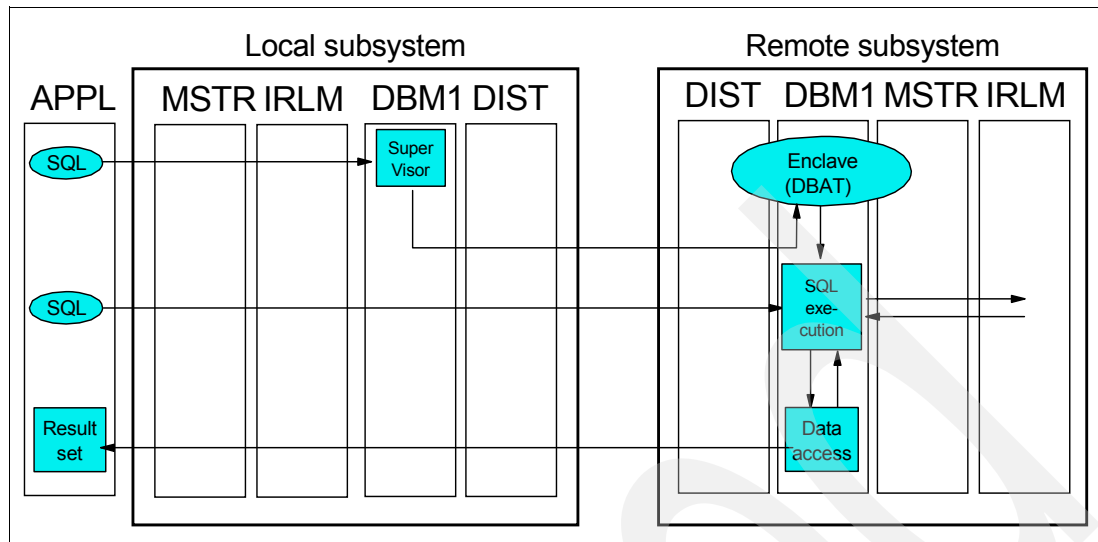 Local subsystem
Remote subsystem
APPL
MSTR IRLM DBM1 DIST
DIST DBM1 MSTR IRLM
SQL
Super
Visor
Enclave
(DBAT)
SQL
SQL
exe-
cution
Result
set
Data
access